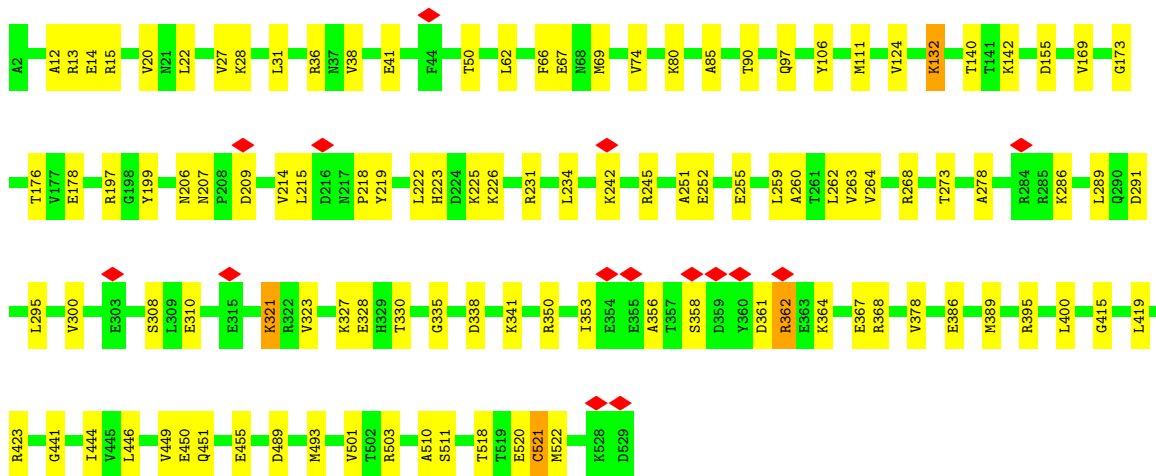 A2 A12 R13 E14 R15 V20 N21 L22 V27 K28 L31 R36 N37 V38 E41 F44 T50 L62 F66 E67 N68 M69 V74 K80 A85 T90 Q97 Y106 M111 V124 K132 T140 T141 K142 D155 V169 G173
T176 V177 E178 R197 G198 Y199 N206 N207 P208 D209 V214 L215 D216 N217 P218 Y219 L222 H223 D224 K225 K226 R231 L234 K242 R245 A251 E252 E255 L259 A260 T261 L262 V263 V264 R268 T273 A278 R284 R285 K286 L289 Q290 D291
L295 V300 E303 S308 L309 E310 E315 K321 R322 V323 K327 E328 H329 T330 G335 D338 K341 R350 I353 E354 E355 A356 T357 S358 D359 Y360 D361 R362 E363 K364 E367 R368 V378 E386 M389 R395 L400 G415 L419
R423 G441 I444 V445 L446 V449 E450 Q451 E455 D489 M493 V501 T502 R503 A510 S511 T518 T519 E520 C521 M522 K528 D529